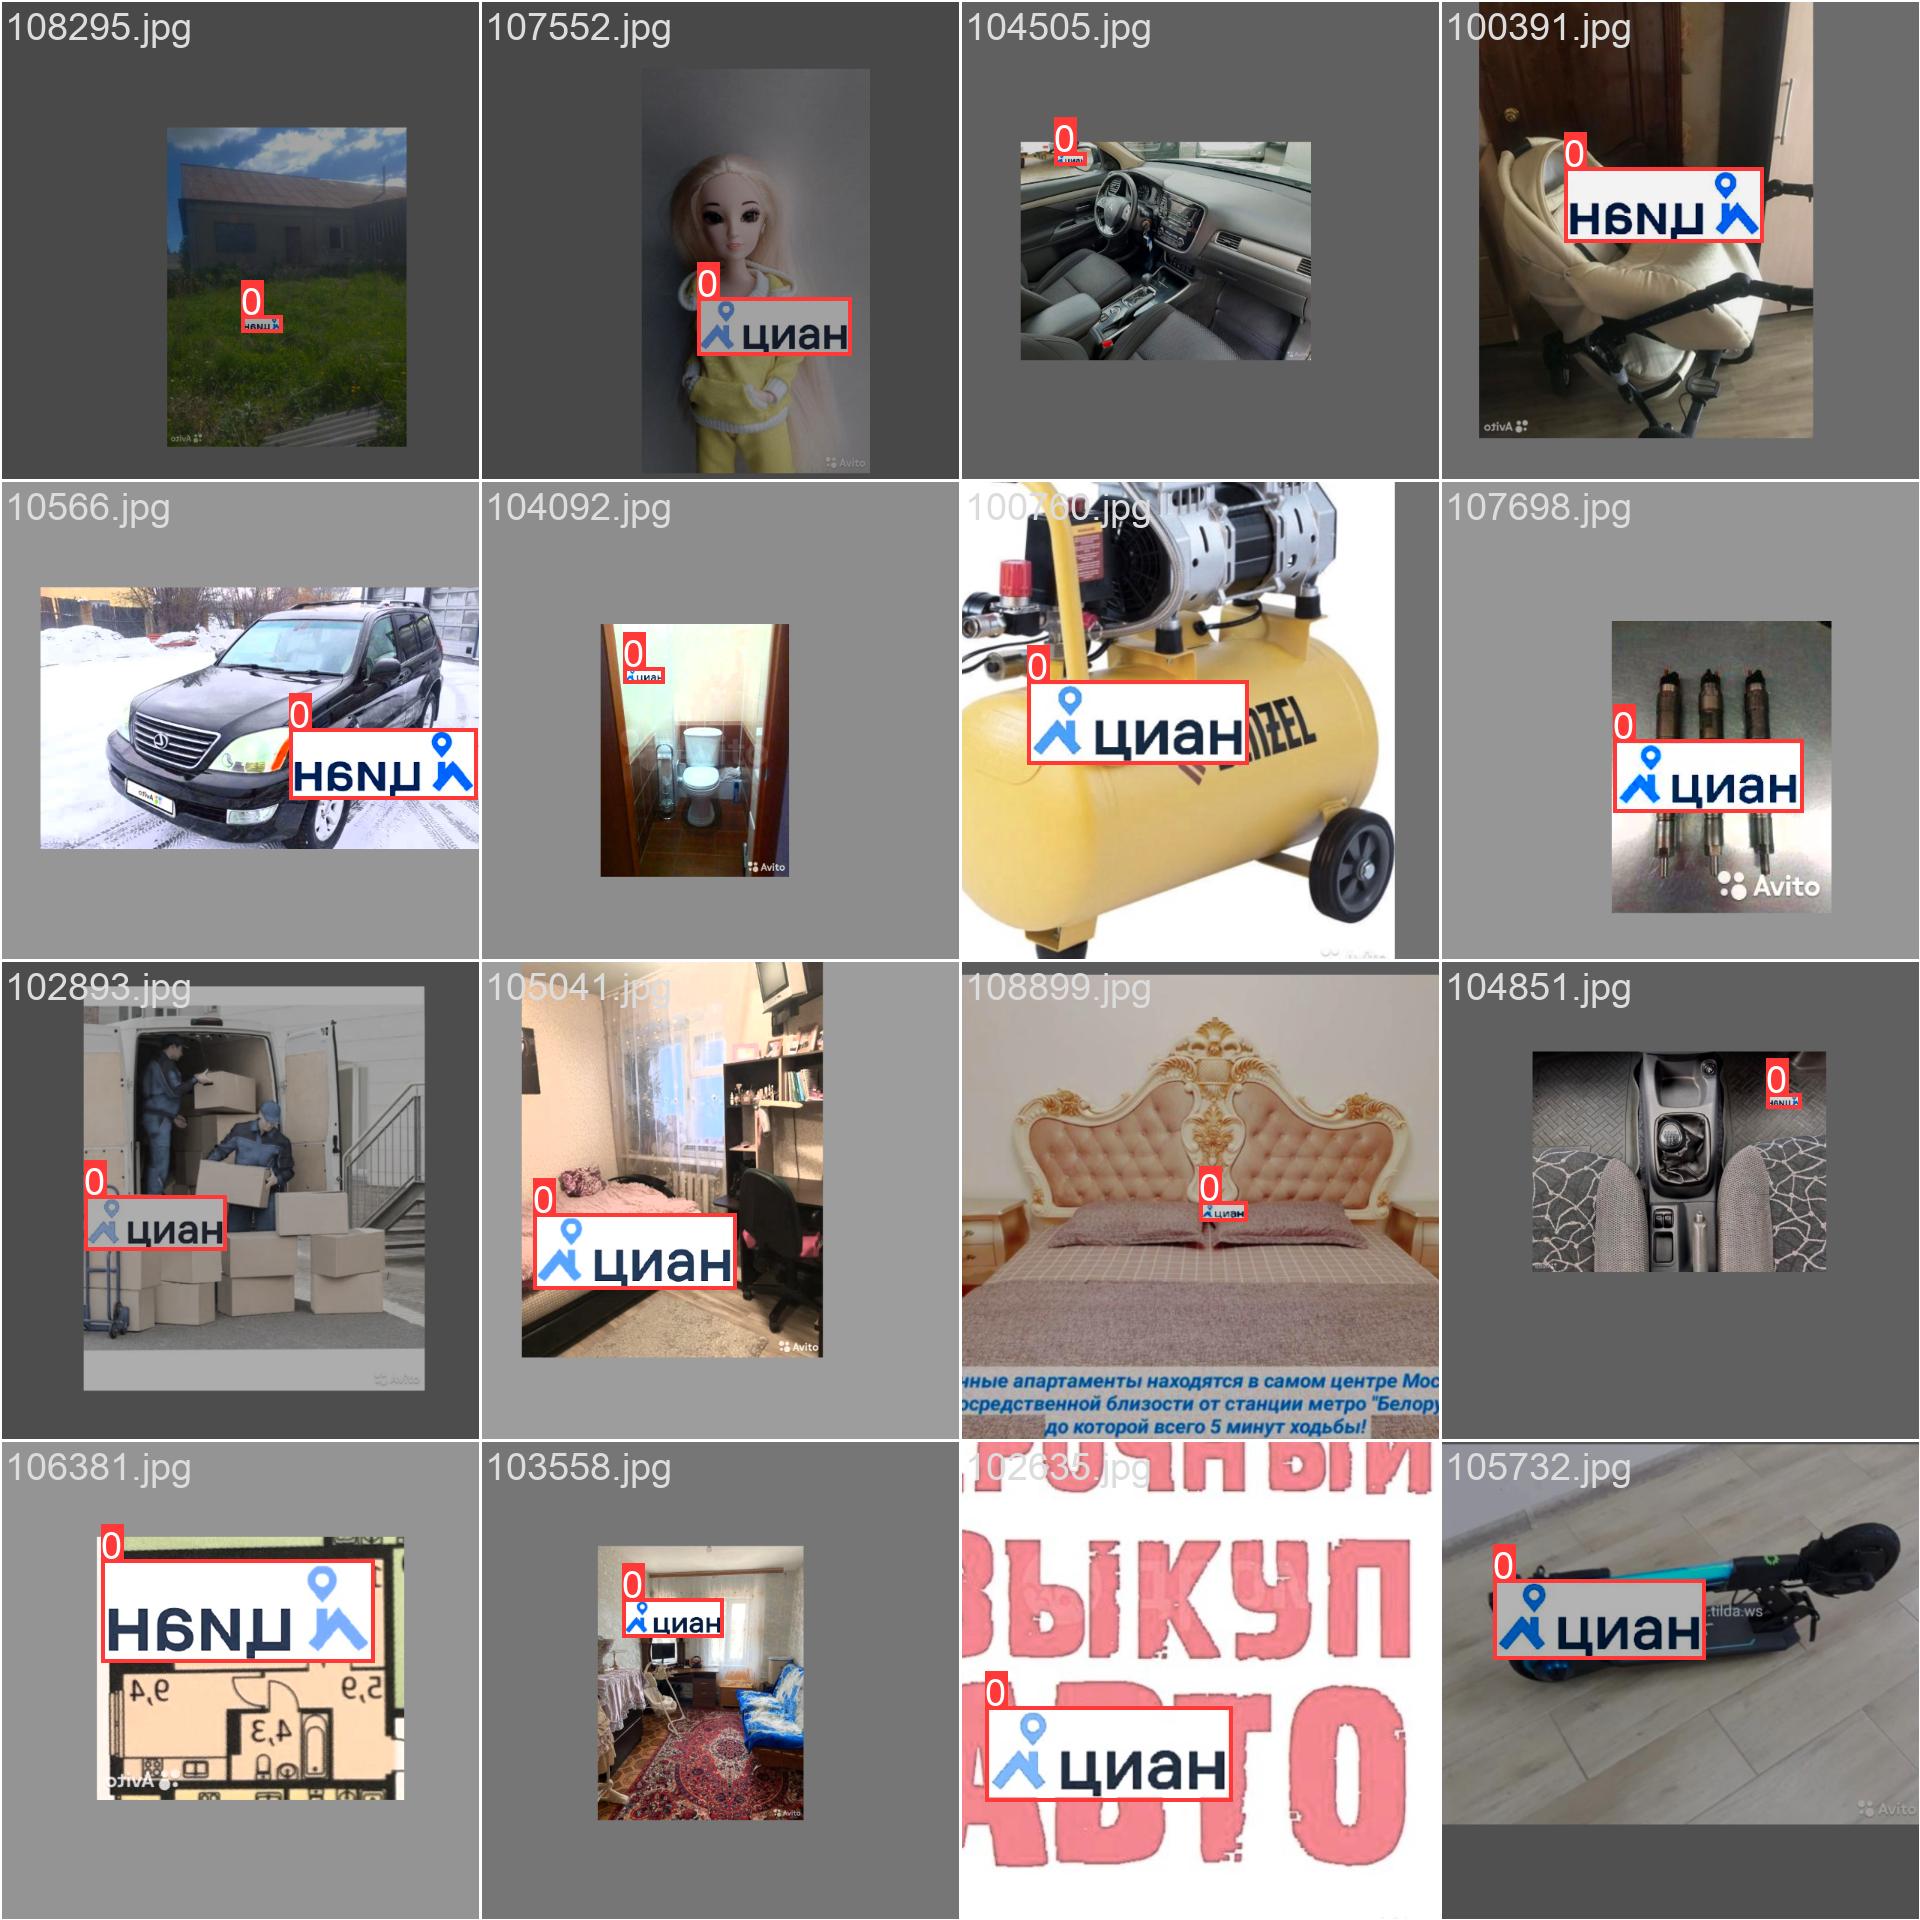 108295.jpg
107552.jpg
104505.jpg
100391.jpg
0
0
0
0
циан
циан
циан
циан
Avito
Avito
Avito
10566.jpg
104092.jpg
100760.jpg
107698.jpg
0
0
0
0
циан
циан
циан
циан
Avito
Avito
Avito
102893.jpg
105041.jpg
108899.jpg
104851.jpg
0
0
0
0
циан
циан
циан
циан
Avito
Avito
нные апартаменты находятся в самом центре Мос
осредственной близости от станции метро "Белору
до которой всего 5 минут ходьбы!
106381.jpg
103558.jpg
102635.jpg
105732.jpg
РОЧНЫЙ
ВЫКУП
АВТО
0
0
0
0
циан
циан
циан
циан
.tilda.ws
9,4
5,9
4,3
Avito
Avito
Avito